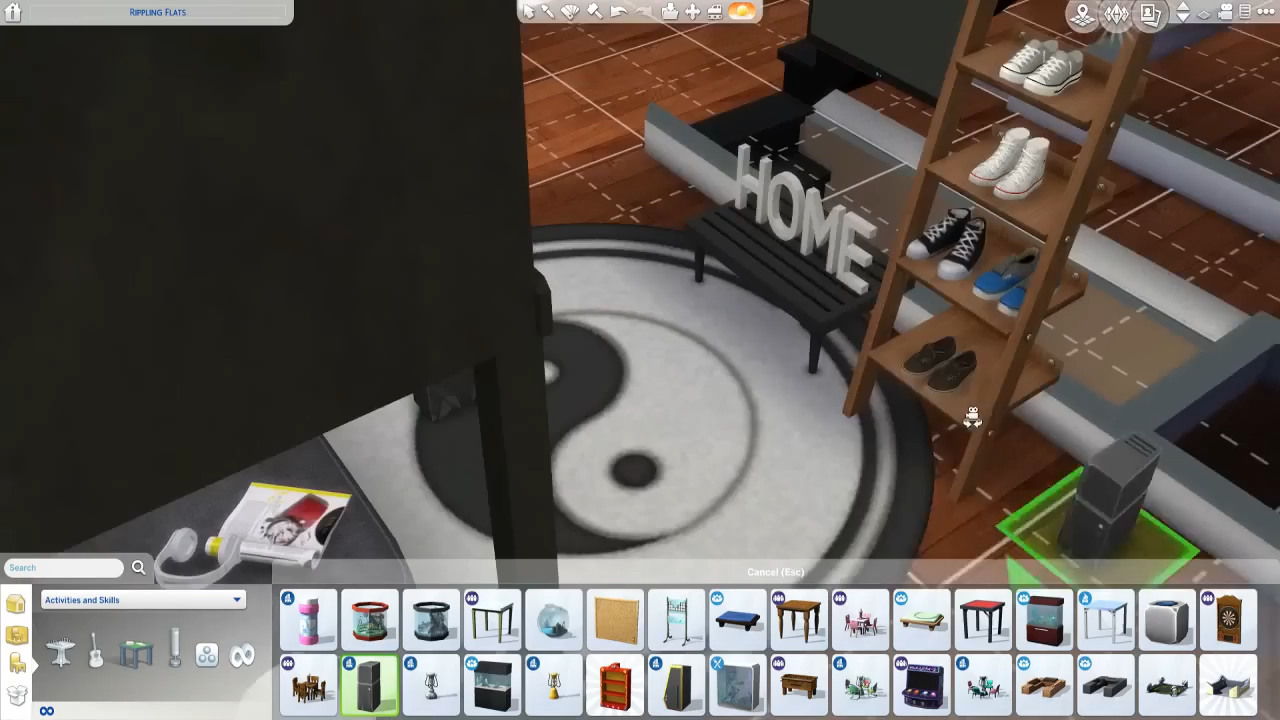 RIPPLING FLATS
HOME
Cancel (Esc)
Search
Activities and Skills